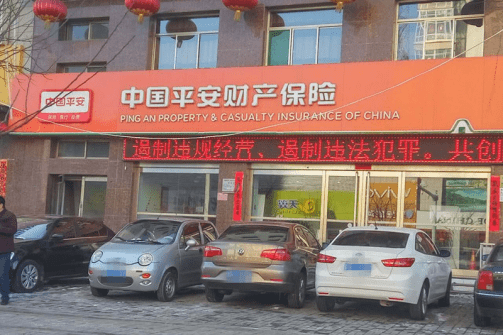 中国平安
中国平安财产保险
PING AN PROPERTY & CASUALTY INSURANCE OF CHINA
遏制违规经营、遏制违法犯罪。共创